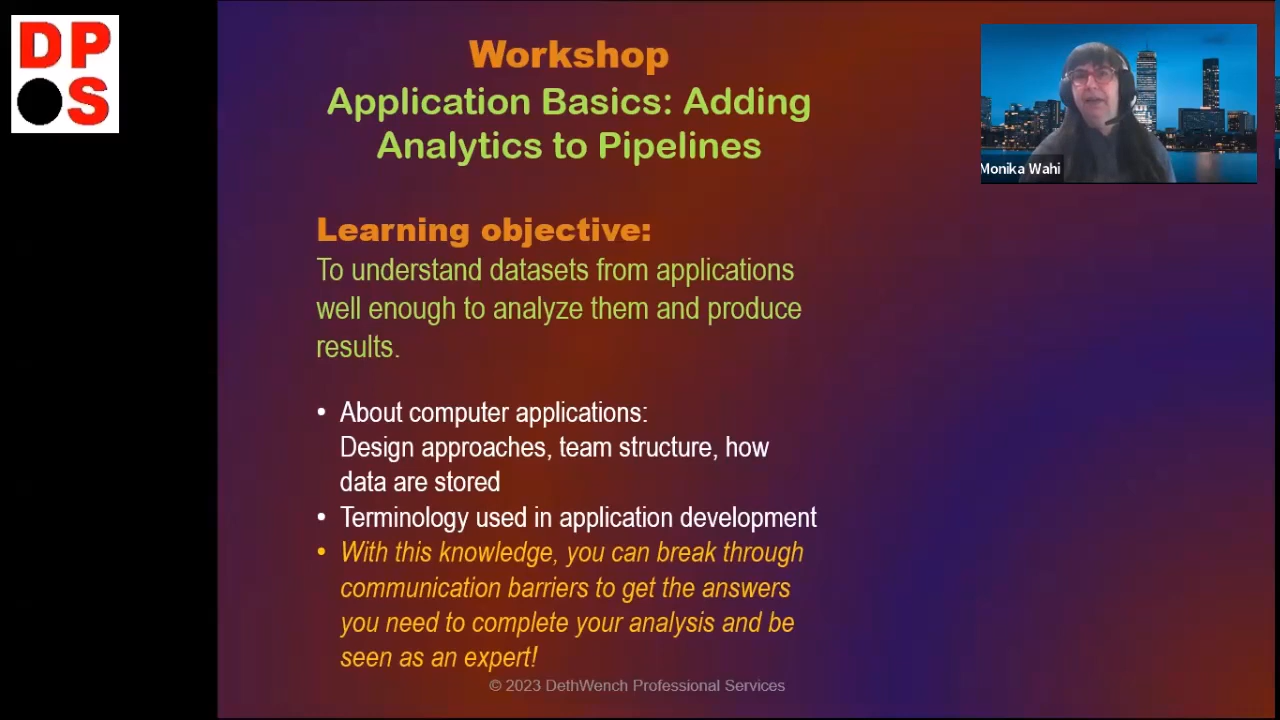 DP
S
Workshop
Application Basics: Adding
Analytics to Pipelines
Monika Wahi
Learning objective:
To understand datasets from applications
well enough to analyze them and produce
results.
• About computer applications:
Design approaches, team structure, how
data are stored
• Terminology used in application development
• With this knowledge, you can break through
communication barriers to get the answers
you need to complete your analysis and be
seen as an expert!
© 2023 DethWench Professional Services